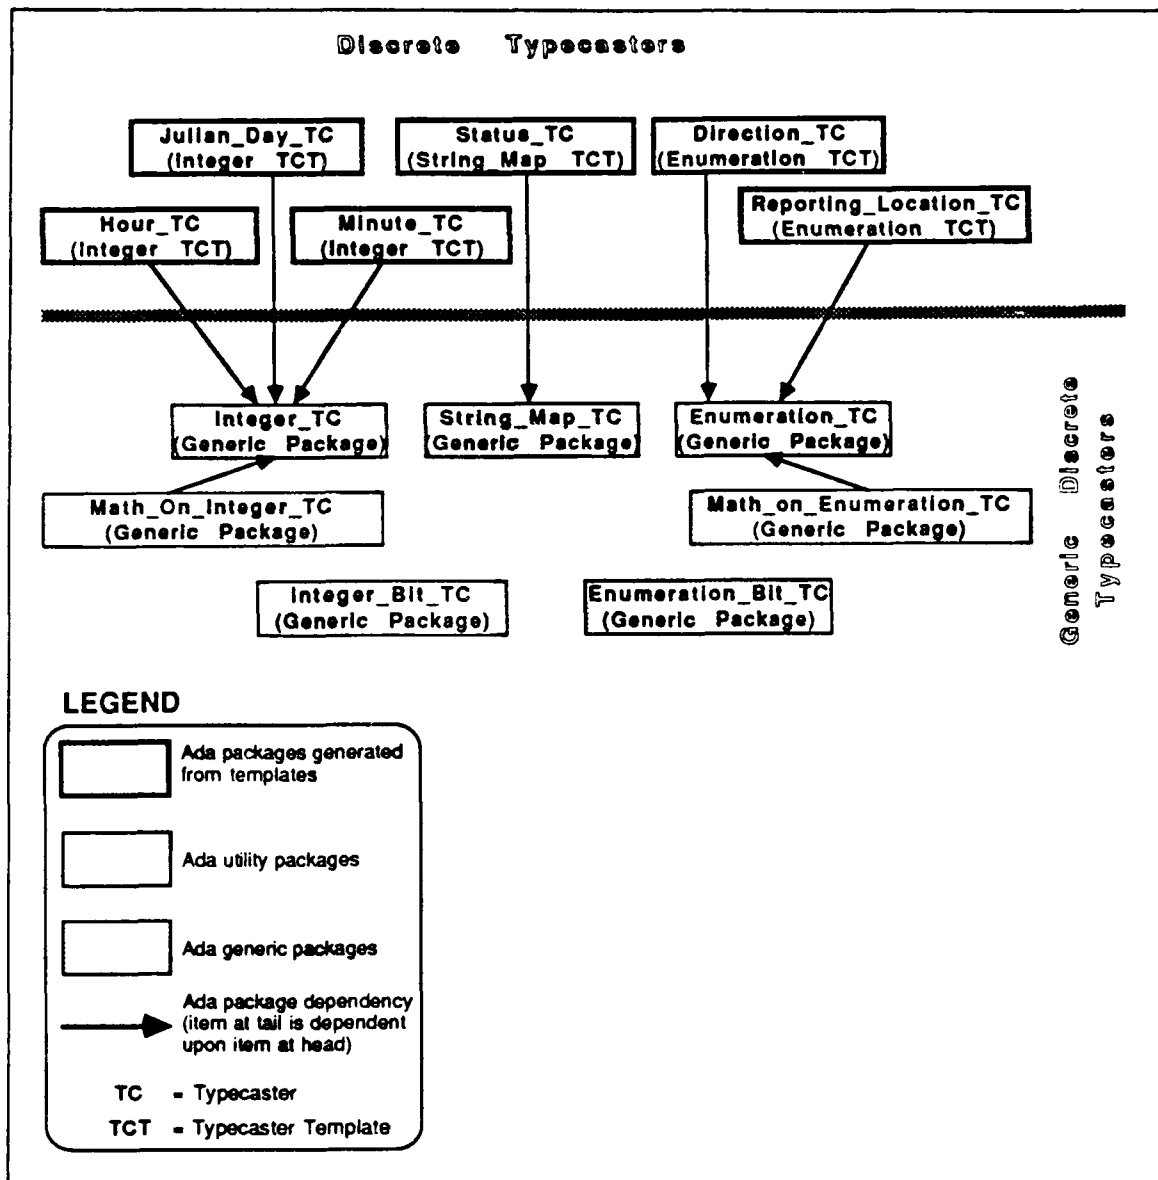 Discrete Typecasters
Julian_Day_TC
(Integer TCT)
Status_TC
(String_Map TCT)
Direction_TC
(Enumeration TCT)
Hour_TC
(Integer TCT)
Minute_TC
(Integer TCT)
Reporting_Location_TC
(Enumeration TCT)
Integer_TC
(Generic Package)
String_Map_TC
(Generic Package)
Enumeration_TC
(Generic Package)
Math_On_Integer_TC
(Generic Package)
Math_on_Enumeration_TC
(Generic Package)
Integer_Bit_TC
(Generic Package)
Enumeration_Bit_TC
(Generic Package)
Generic Discrete
Typecasters
LEGEND
Ada packages generated
from templates
Ada utility packages
Ada generic packages
Ada package dependency
(item at tail is dependent
upon item at head)
TC = Typecaster
TCT = Typecaster Template